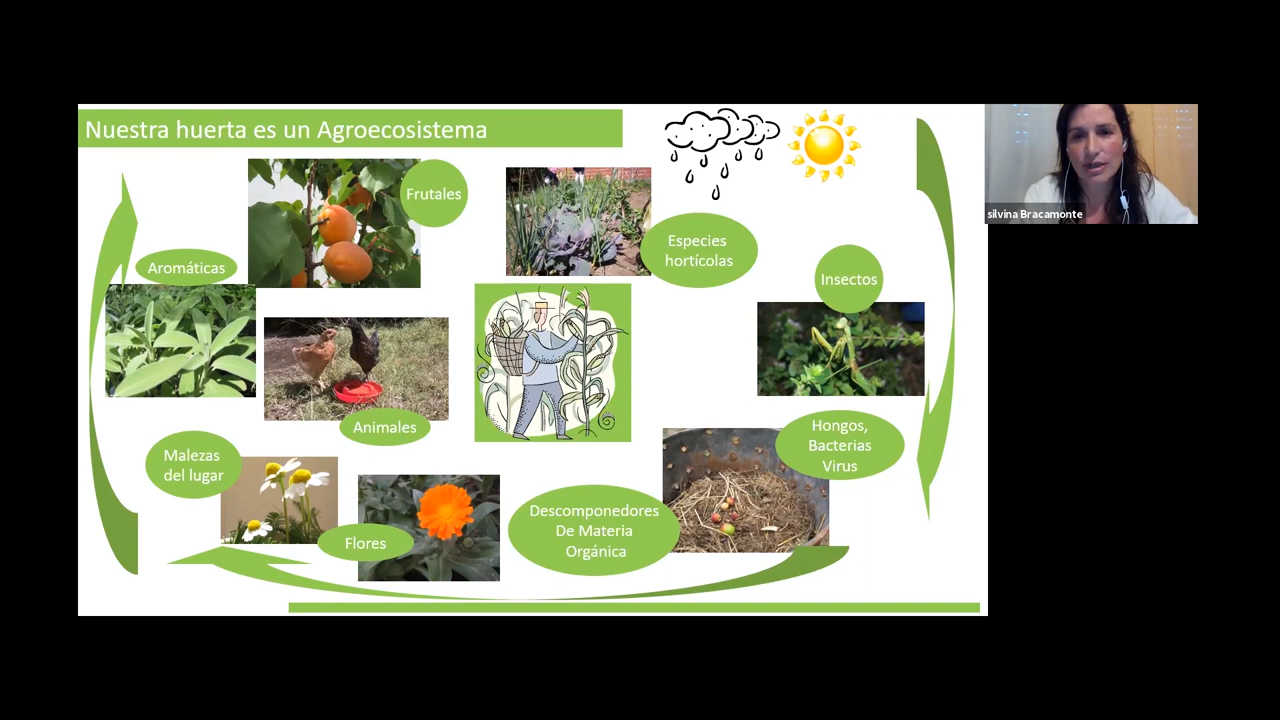 Nuestra huerta es un Agroecosistema
Frutales
Especies
hortícolas
Aromáticas
Insectos
Animales
Hongos,
Bacterias
Virus
Malezas
del lugar
Descomponedores
De Materia
Orgánica
Flores
silvina Bracamonte